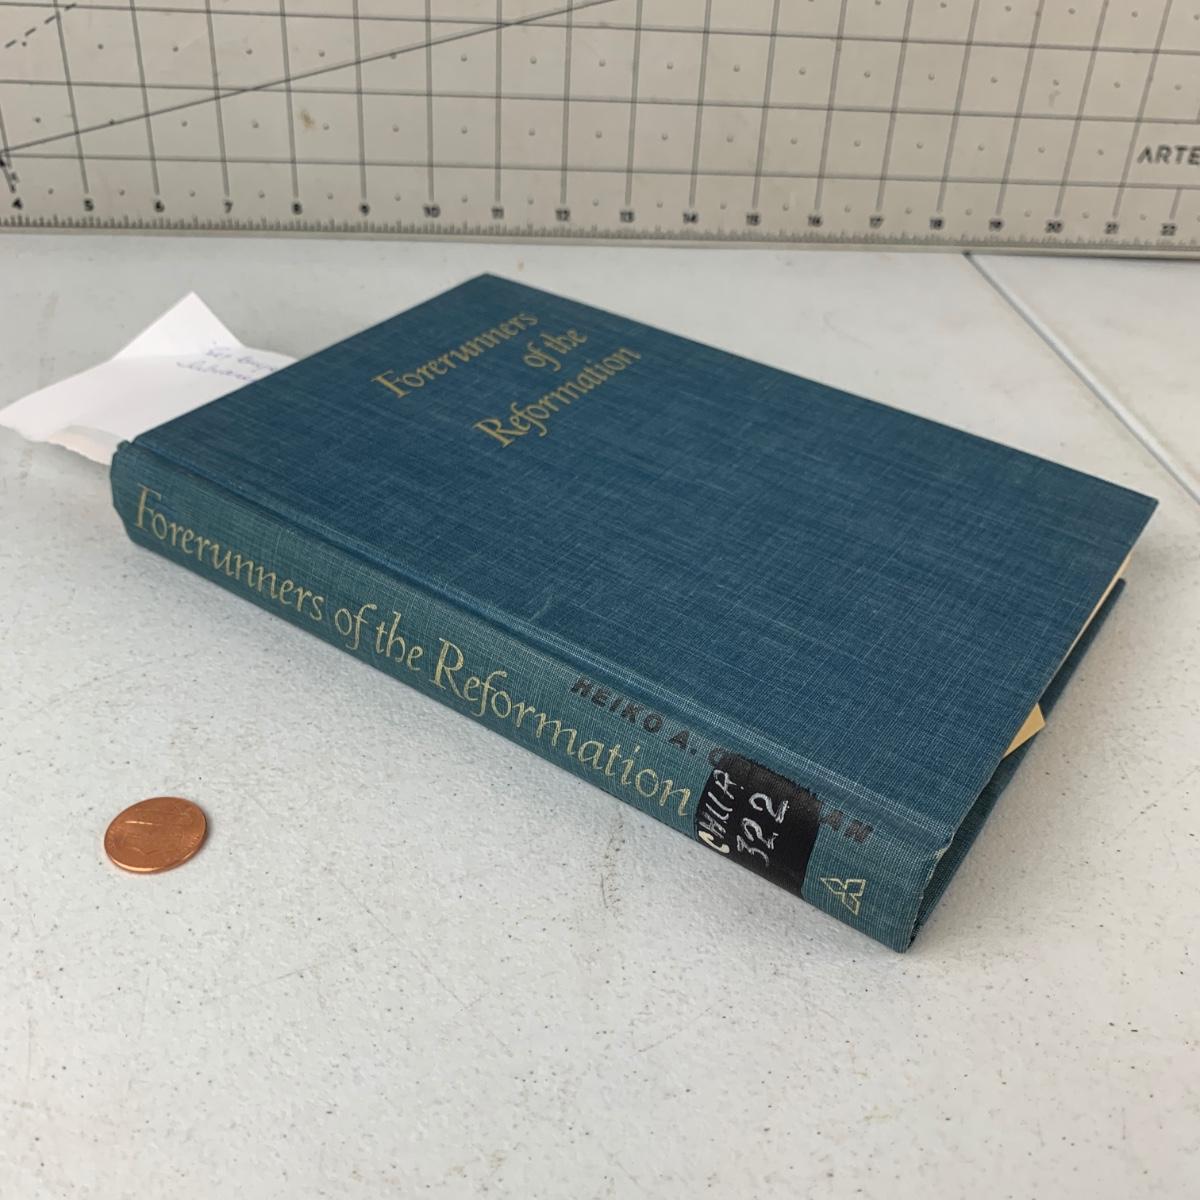 ARTE
4 5 6 7 8 9 10 11 12 13 14 15 16 17 18 19 20 21 22
Forerunners
of the
Reformation
Forerunners of the Reformation
HEIKO A. O
AN
322